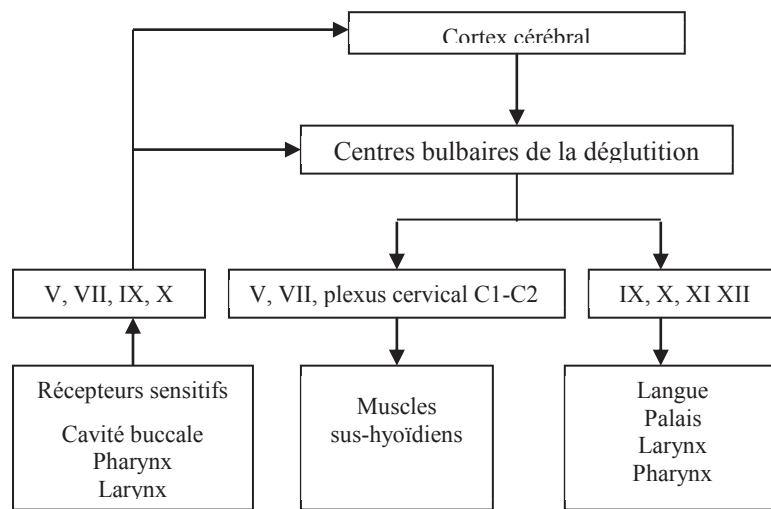 Cortex cérébral
Centres bulbaires de la déglutition
V, VII, IX, X
V, VII, plexus cervical C1-C2
IX, X, XI XII
Récepteurs sensitifs
Cavité buccale
Pharynx
Larynx
Muscles
sus-hyoïdiens
Langue
Palais
Larynx
Pharynx